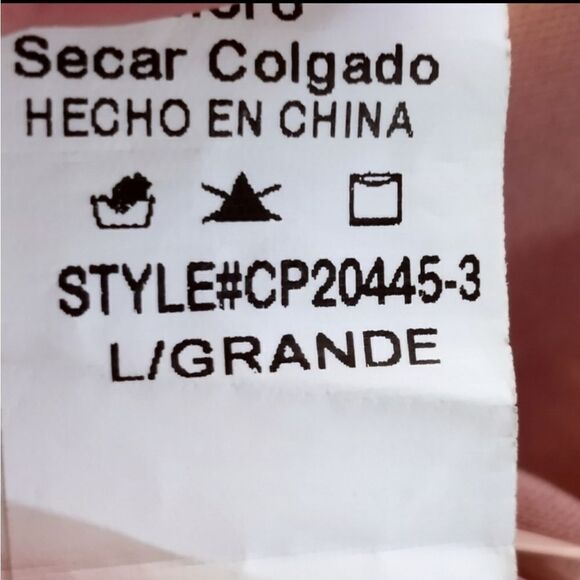 Secar Colgado
HECHO EN CHINA
STYLE#CP20445-3
L/GRANDE